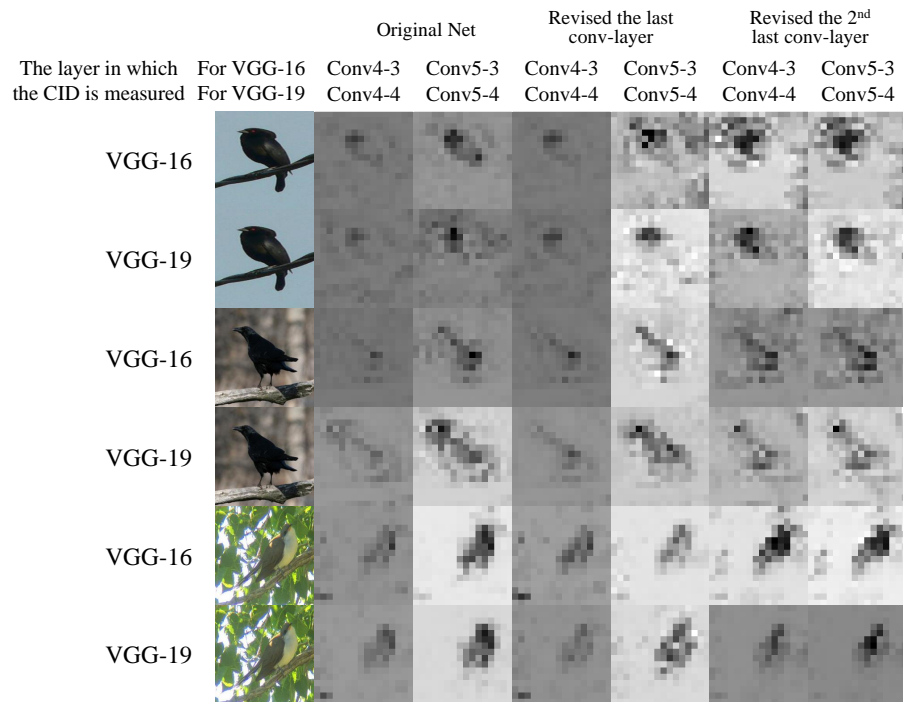 Original Net
Revised the last
conv-layer
Revised the 2nd
last conv-layer
The layer in which For VGG-16 Conv4-3 Conv5-3 Conv4-3 Conv5-3 Conv4-3 Conv5-3
the CID is measured For VGG-19 Conv4-4 Conv5-4 Conv4-4 Conv5-4 Conv4-4 Conv5-4
VGG-16
VGG-19
VGG-16
VGG-19
VGG-16
VGG-19